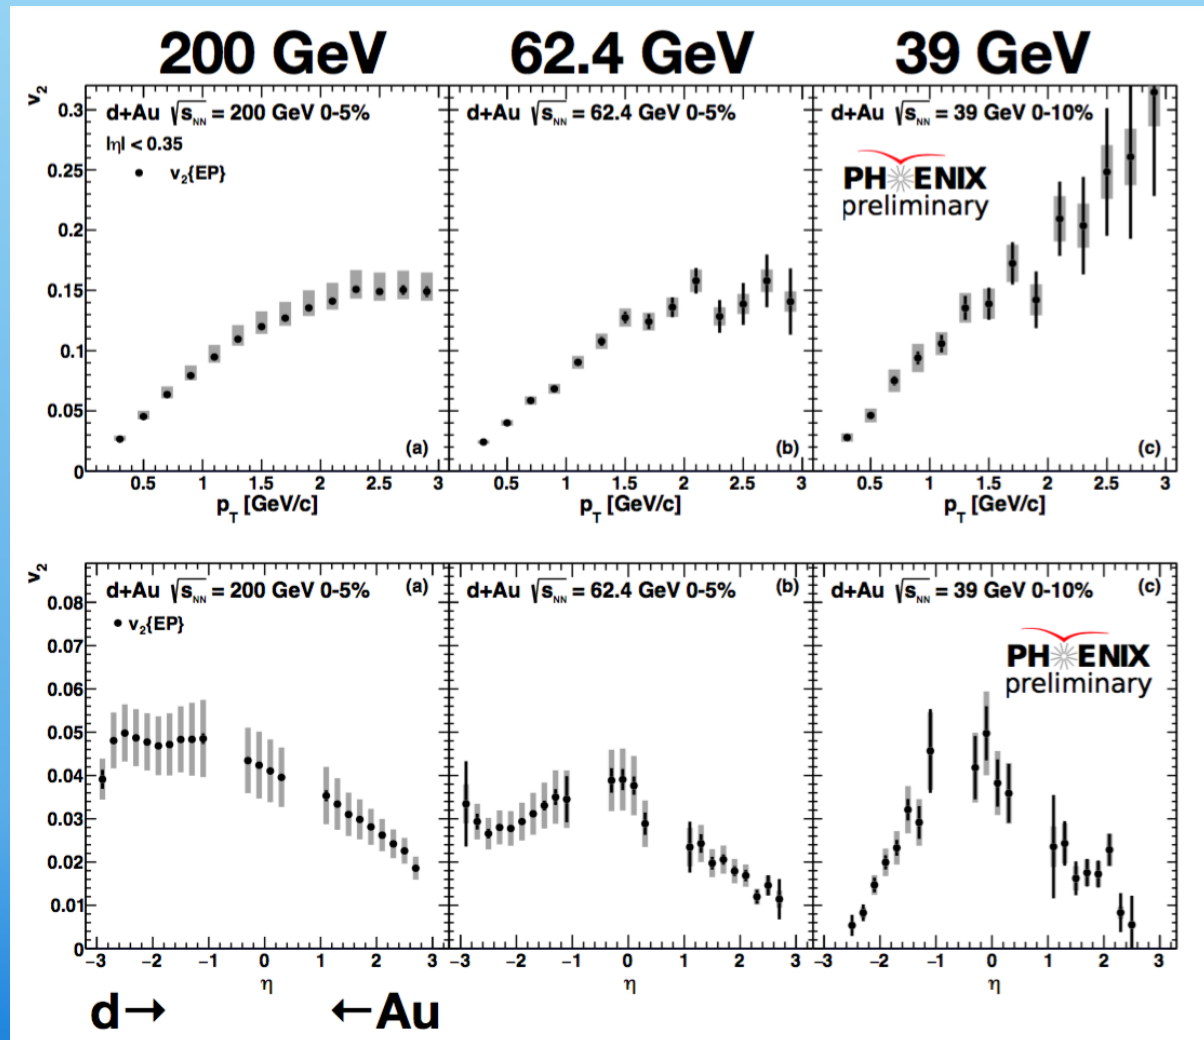 200 GeV 62.4 GeV 39 GeV
v₂
0.3
0.25
0.2
0.15
0.1
0.05
0
d+Au √sNN = 200 GeV 0-5%
|η| < 0.35
v₂{EP}
(a)
0.5 1 1.5 2 2.5 3
pT [GeV/c]
d+Au √sNN = 62.4 GeV 0-5%
(b)
0.5 1 1.5 2 2.5 3
pT [GeV/c]
d+Au √sNN = 39 GeV 0-10%
PHENIX
preliminary
(c)
0.5 1 1.5 2 2.5 3
pT [GeV/c]
v₂
0.08
0.07
0.06
0.05
0.04
0.03
0.02
0.01
0
d+Au √sNN = 200 GeV 0-5% (a)
v₂{EP}
−3 −2 −1 0 1 2 3
η
d+Au √sNN = 62.4 GeV 0-5% (b)
−3 −2 −1 0 1 2 3
η
d+Au √sNN = 39 GeV 0-10% (c)
PHENIX
preliminary
−3 −2 −1 0 1 2 3
η
d→ ←Au